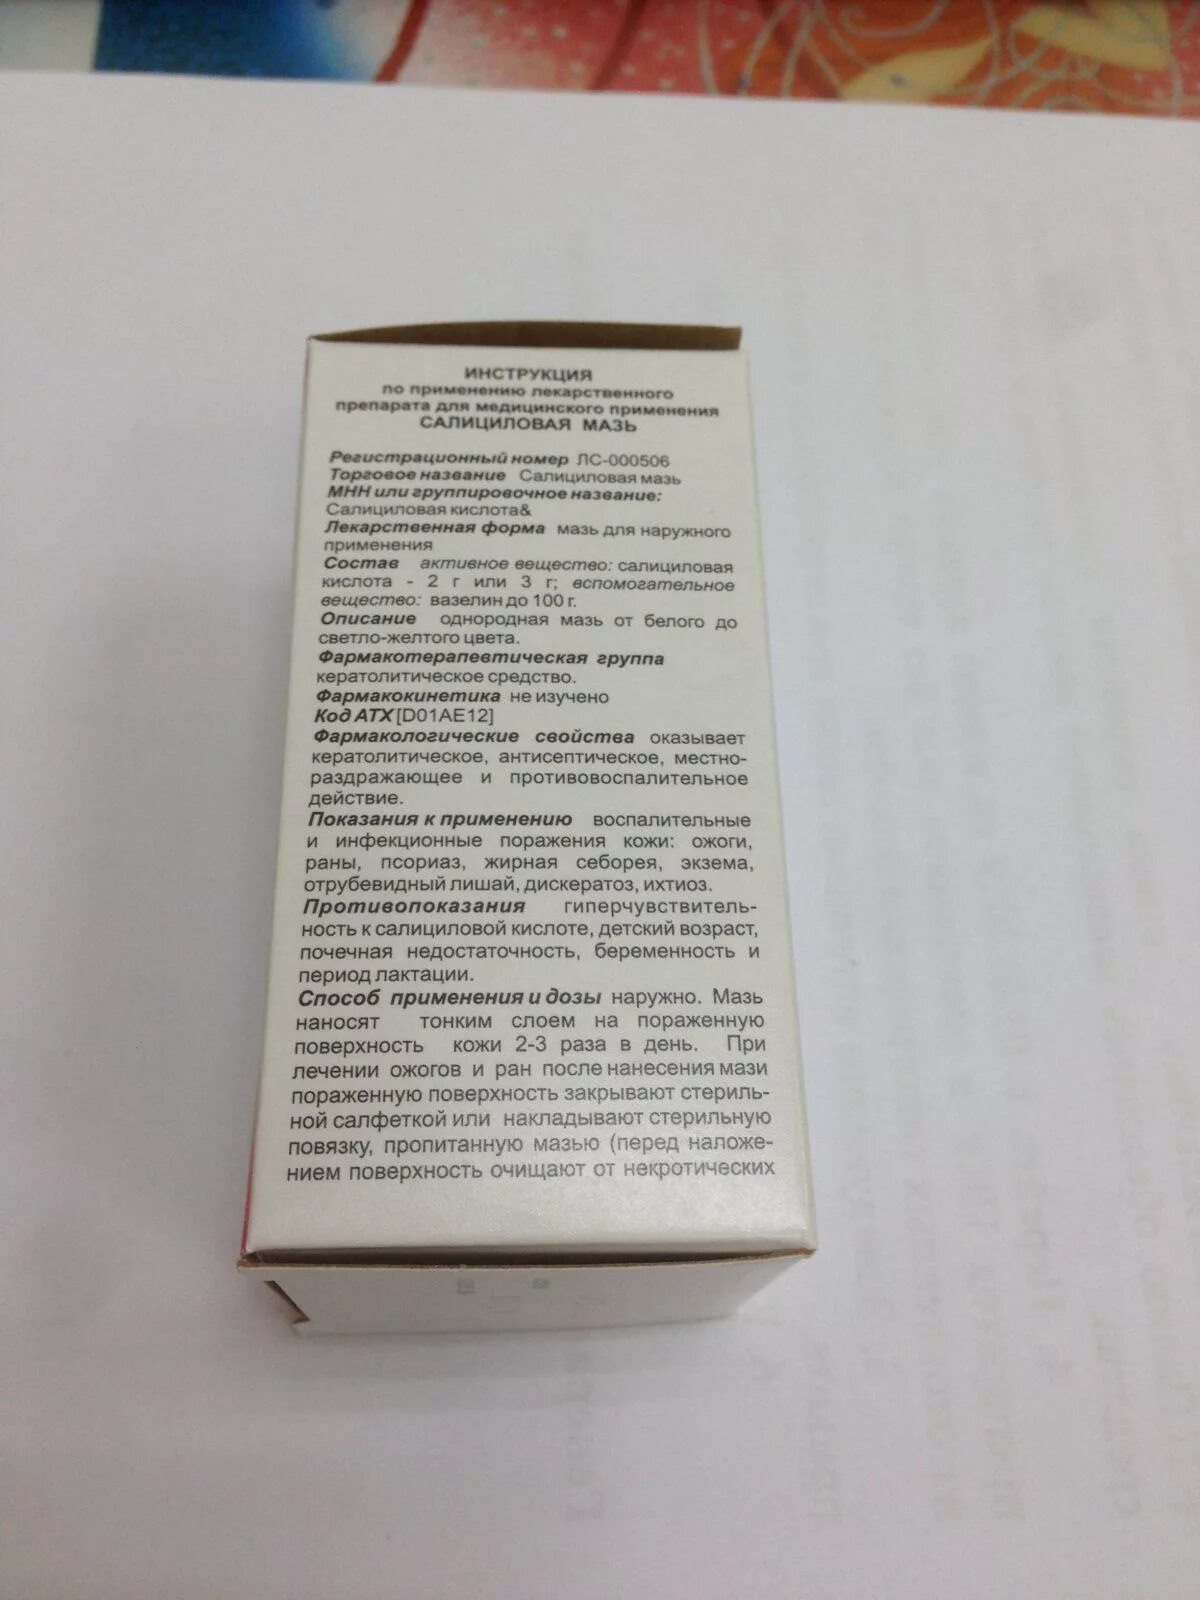 ИНСТРУКЦИЯ
по применению лекарственного
препарата для медицинского применения
САЛИЦИЛОВАЯ МАЗЬ
Регистрационный номер ЛС-000506
Торговое название Салициловая мазь
МНН или группировочное название:
Салициловая кислота&
Лекарственная форма мазь для наружного
применения
Состав активное вещество: салициловая
кислота - 2 г или 3 г; вспомогательное
вещество: вазелин до 100 г.
Описание однородная мазь от белого до
светло-желтого цвета.
Фармакотерапевтическая группа
кератолитическое средство.
Фармакокинетика не изучено
Код АТХ [D01AE12]
Фармакологические свойства оказывает
кератолитическое, антисептическое, местно-
раздражающее и противовоспалительное
действие.
Показания к применению воспалительные
и инфекционные поражения кожи: ожоги,
раны, псориаз, жирная себорея, экзема,
отрубевидный лишай, дискератоз, ихтиоз.
Противопоказания гиперчувствитель-
ность к салициловой кислоте, детский возраст,
почечная недостаточность, беременность и
период лактации.
Способ применения и дозы наружно. Мазь
наносят тонким слоем на пораженную
поверхность кожи 2-3 раза в день. При
лечении ожогов и ран после нанесения мази
пораженную поверхность закрывают стериль-
ной салфеткой или накладывают стерильную
повязку, пропитанную мазью (перед наложе-
нием поверхность очищают от некротических